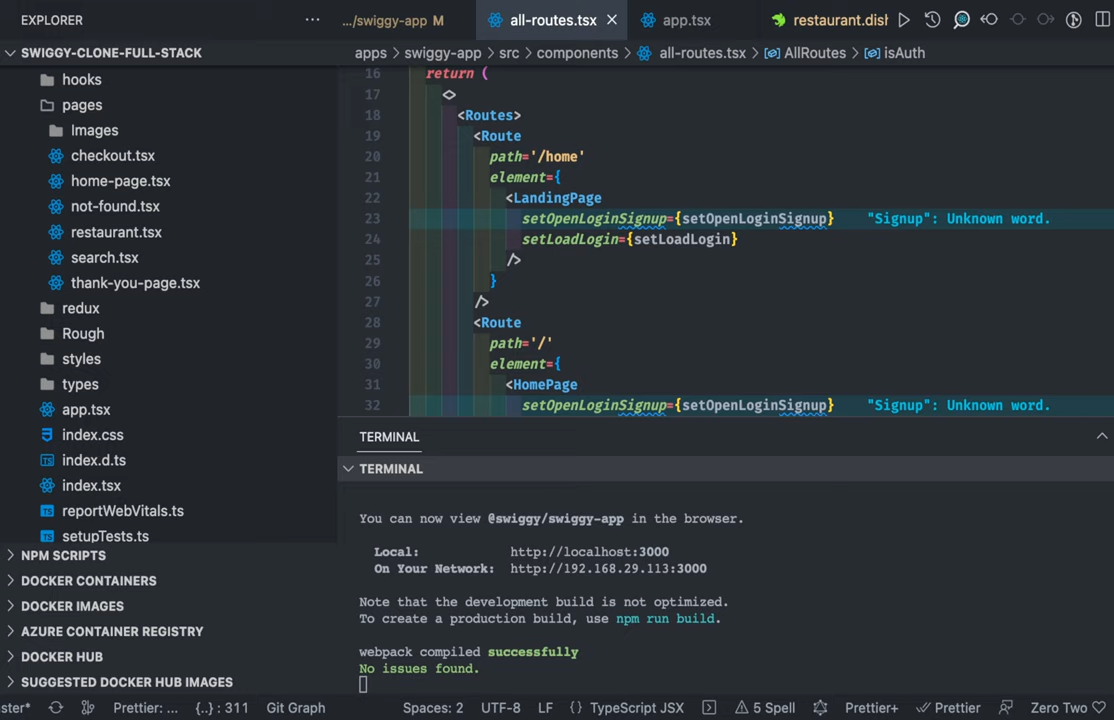 EXPLORER
···
…/swiggy-app M
all-routes.tsx
app.tsx
restaurant.dish
SWIGGY-CLONE-FULL-STACK
hooks
pages
Images
checkout.tsx
home-page.tsx
not-found.tsx
restaurant.tsx
search.tsx
thank-you-page.tsx
redux
Rough
styles
types
app.tsx
index.css
index.d.ts
index.tsx
reportWebVitals.ts
setupTests.ts
NPM SCRIPTS
DOCKER CONTAINERS
DOCKER IMAGES
AZURE CONTAINER REGISTRY
DOCKER HUB
SUGGESTED DOCKER HUB IMAGES
apps > swiggy-app > src > components > all-routes.tsx > AllRoutes > isAuth
16 return (
17 <>
18 <Routes>
19 <Route
20 path='/home'
21 element={
22 <LandingPage
23 setOpenLoginSignup={setOpenLoginSignup} "Signup": Unknown word.
24 setLoadLogin={setLoadLogin}
25 />
26 }
27 />
28 <Route
29 path='/'
30 element={
31 <HomePage
32 setOpenLoginSignup={setOpenLoginSignup} "Signup": Unknown word.
TERMINAL
TERMINAL
You can now view @swiggy/swiggy-app in the browser.
Local: http://localhost:3000
On Your Network: http://192.168.29.113:3000
Note that the development build is not optimized.
To create a production build, use npm run build.
webpack compiled successfully
No issues found.
ster* Prettier: ... {..} : 311 Git Graph Spaces: 2 UTF-8 LF {} TypeScript JSX 5 Spell Prettier+ Prettier Zero Two